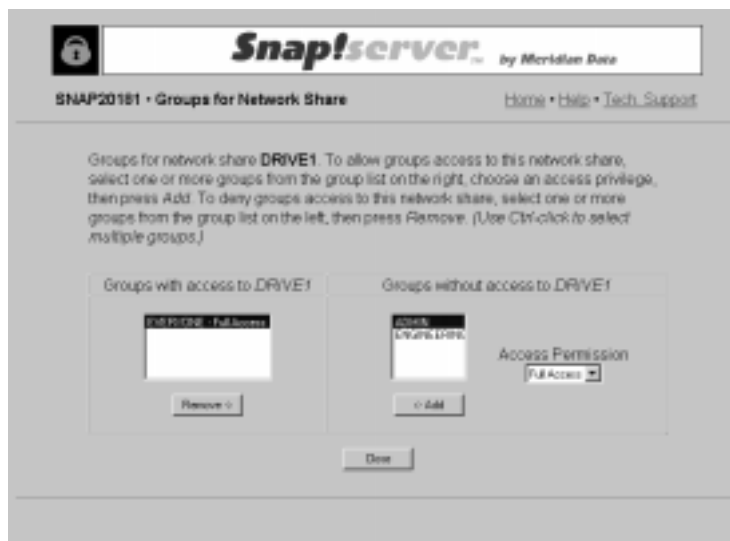 Snap!server™ by Meridian Data
SNAP20181 • Groups for Network Share
Home • Help • Tech. Support
Groups for network share DRIVE1. To allow groups access to this network share,
select one or more groups from the group list on the right, choose an access privilege,
then press Add. To deny groups access to this network share, select one or more
groups from the group list on the left, then press Remove. (Use Ctrl-click to select
multiple groups.)
Groups with access to DRIVE1
Groups without access to DRIVE1
EVERYONE - Full Access
ADMIN
ENGINEERING
Access Permission
Full Access
Remove ->
<- Add